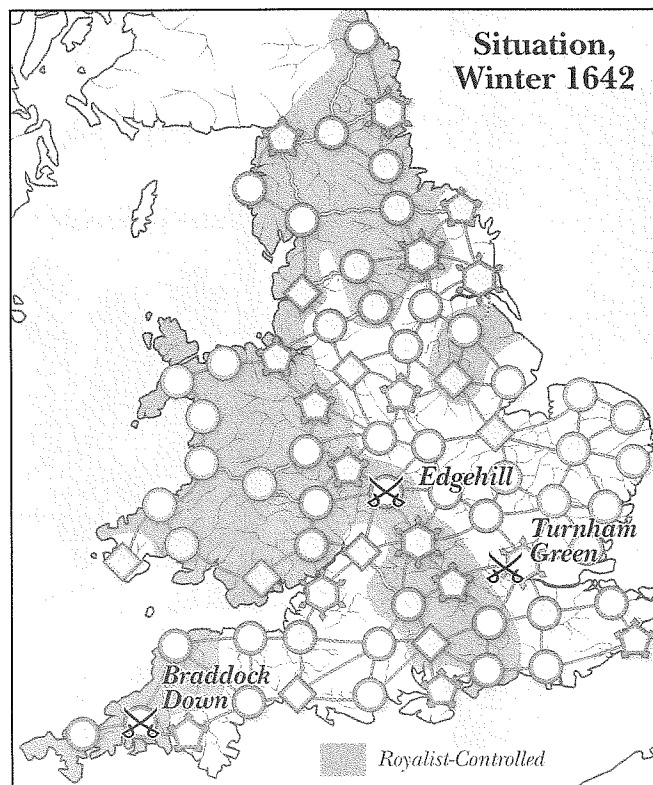 Situation,
Winter 1642
Edgehill
Turnham
Green
Braddock
Down
Royalist-Controlled